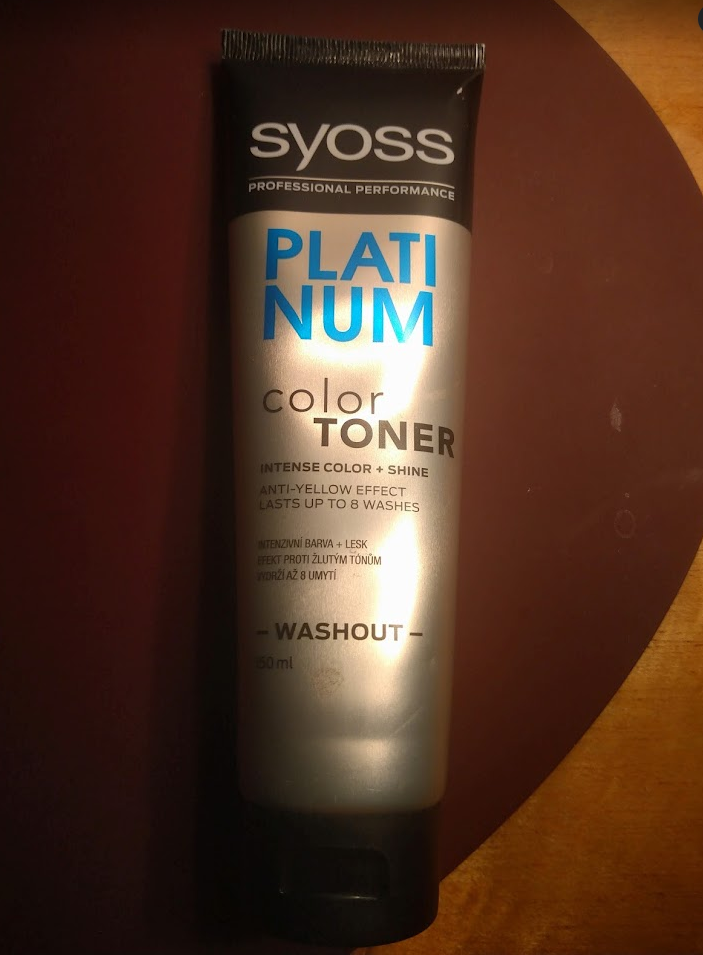 syoss
PROFESSIONAL PERFORMANCE
PLATI
NUM
color
TONER
INTENSE COLOR + SHINE
ANTI-YELLOW EFFECT
LASTS UP TO 8 WASHES
INTENZIVNÍ BARVA + LESK
EFEKT PROTI ŽLUTÝM TÓNŮM
VYDRŽÍ AŽ 8 UMYTÍ
– WASHOUT –
ml